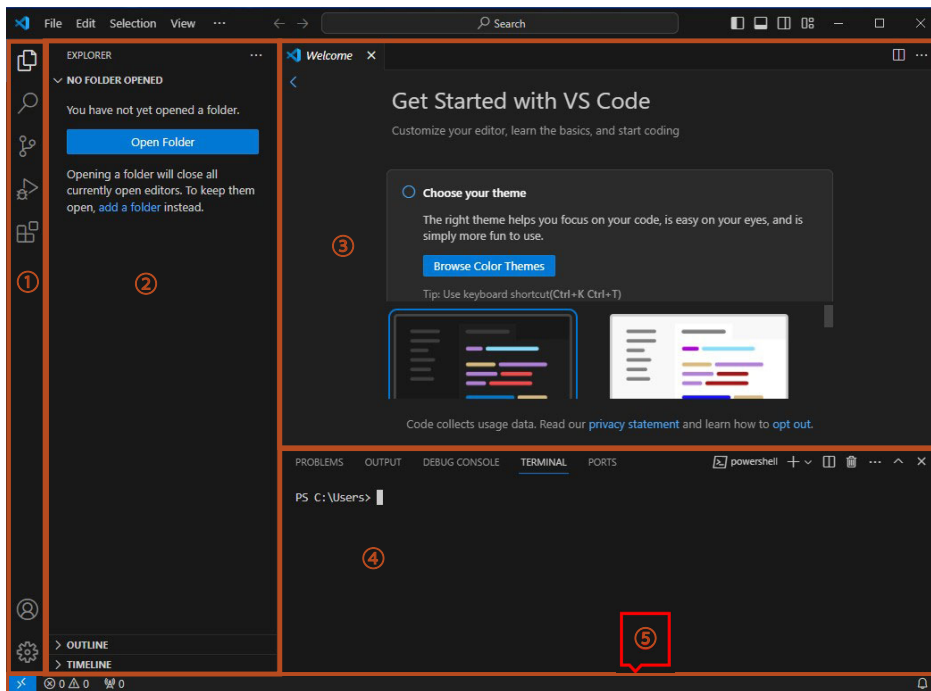 File Edit Selection View ··· Search
EXPLORER ···
NO FOLDER OPENED
You have not yet opened a folder.
Open Folder
Opening a folder will close all
currently open editors. To keep them
open, add a folder instead.
①
②
OUTLINE
TIMELINE
Welcome
Get Started with VS Code
Customize your editor, learn the basics, and start coding
Choose your theme
The right theme helps you focus on your code, is easy on your eyes, and is
simply more fun to use.
③
Browse Color Themes
Tip: Use keyboard shortcut(Ctrl+K Ctrl+T)
Code collects usage data. Read our privacy statement and learn how to opt out.
PROBLEMS OUTPUT DEBUG CONSOLE TERMINAL PORTS powershell
PS C:\Users>
④
⑤
0 0 0